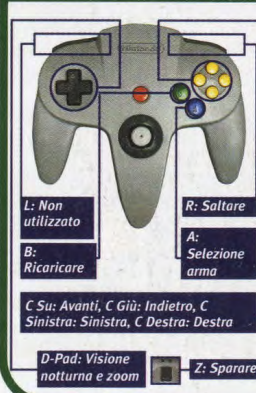 L: Non
utilizzato
R: Saltare
B:
Ricaricare
A:
Selezione
arma
C Su: Avanti, C Giù: Indietro, C
Sinistra: Sinistra, C Destra: Destra
D-Pad: Visione
notturna e zoom
Z: Sparare